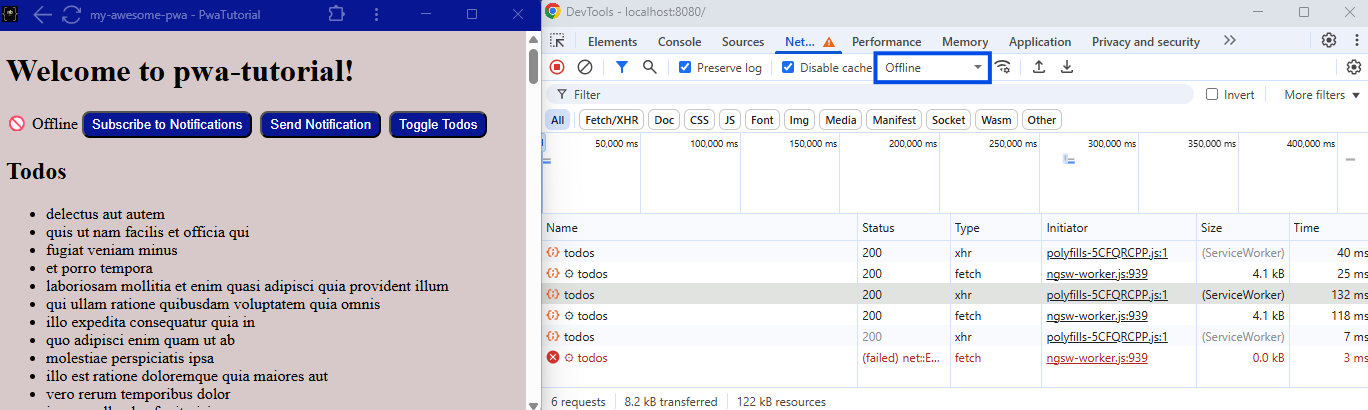 my-awesome-pwa - PwaTutorial
Welcome to pwa-tutorial!
Offline Subscribe to Notifications Send Notification Toggle Todos
Todos
delectus aut autem
quis ut nam facilis et officia qui
fugiat veniam minus
et porro tempora
laboriosam mollitia et enim quasi adipisci quia provident illum
qui ullam ratione quibusdam voluptatem quia omnis
illo expedita consequatur quia in
quo adipisci enim quam ut ab
molestiae perspiciatis ipsa
illo est ratione doloremque quia maiores aut
vero rerum temporibus dolor
DevTools - localhost:8080/
Elements Console Sources Net... Performance Memory Application Privacy and security
Preserve log Disable cache Offline
Filter Invert More filters
All Fetch/XHR Doc CSS JS Font Img Media Manifest Socket Wasm Other
50,000 ms 100,000 ms 150,000 ms 200,000 ms 250,000 ms 300,000 ms 350,000 ms 400,000 ms
Name Status Type Initiator Size Time
todos 200 xhr polyfills-5CFQRCPP.js:1 (ServiceWorker) 40 ms
todos 200 fetch ngsw-worker.js:939 4.1 kB 25 ms
todos 200 xhr polyfills-5CFQRCPP.js:1 (ServiceWorker) 132 ms
todos 200 fetch ngsw-worker.js:939 4.1 kB 118 ms
todos 200 xhr polyfills-5CFQRCPP.js:1 (ServiceWorker) 7 ms
todos (failed) net::E... fetch ngsw-worker.js:939 0.0 kB 3 ms
6 requests 8.2 kB transferred 122 kB resources